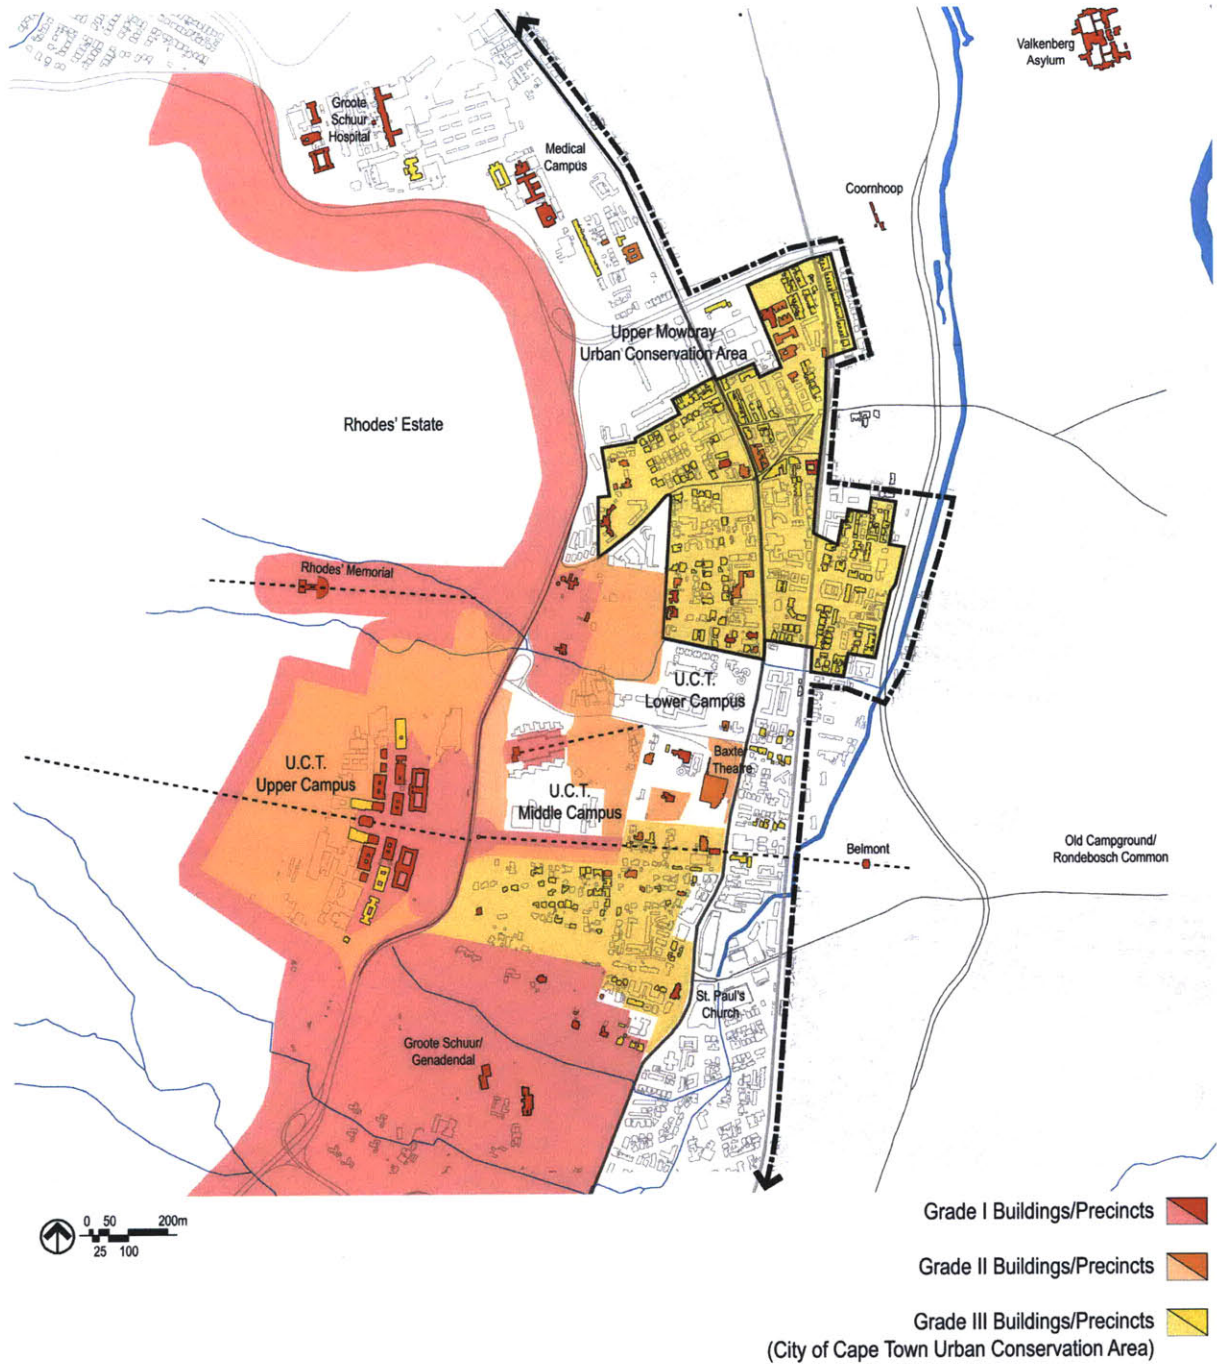 Valkenberg
Asylum
Groote
Schuur
Hospital
Medical
Campus
Coornhoop
Upper Mowbray
Urban Conservation Area
Rhodes' Estate
Rhodes' Memorial
U.C.T.
Lower Campus
Baxter
Theatre
U.C.T.
Upper Campus
U.C.T.
Middle Campus
Belmont
Old Campground/
Rondebosch Common
St. Paul's
Church
Groote Schuur/
Genadendal
0 50 200m
25 100
Grade I Buildings/Precincts
Grade II Buildings/Precincts
Grade III Buildings/Precincts
(City of Cape Town Urban Conservation Area)